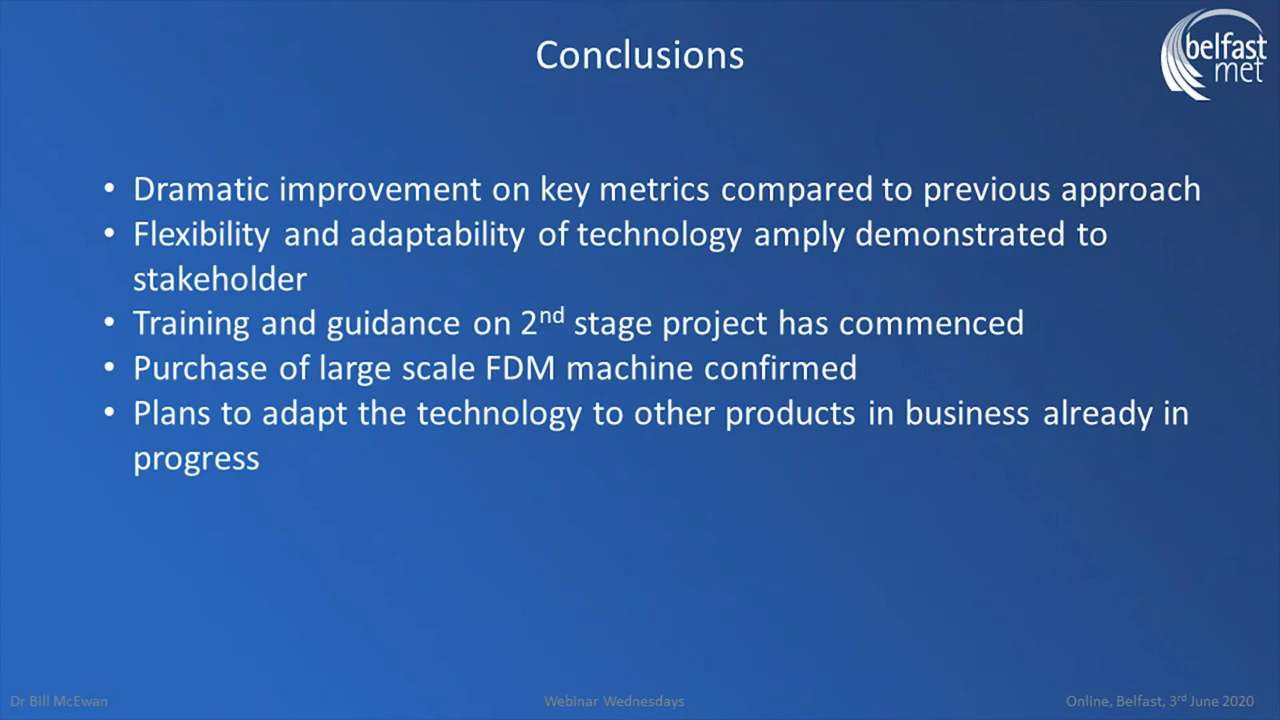 Conclusions
belfast
met
• Dramatic improvement on key metrics compared to previous approach
• Flexibility and adaptability of technology amply demonstrated to
stakeholder
• Training and guidance on 2nd stage project has commenced
• Purchase of large scale FDM machine confirmed
• Plans to adapt the technology to other products in business already in
progress
Dr Bill McEwan
Webinar Wednesdays
Online, Belfast, 3rd June 2020